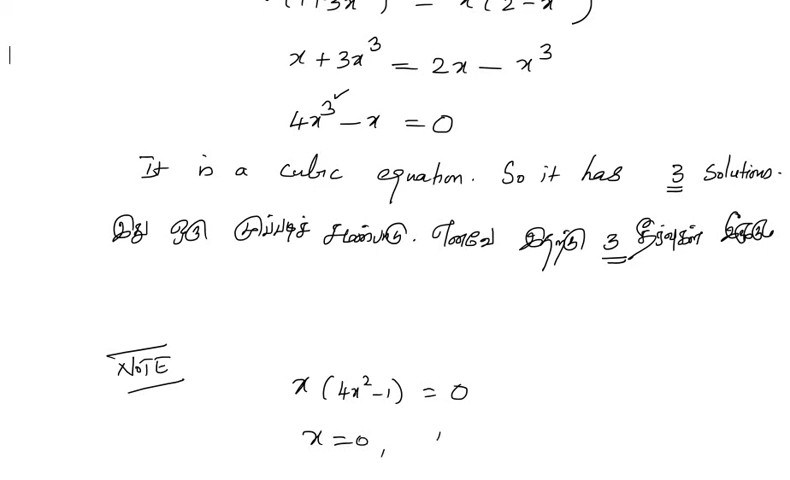 x + 3x³ = 2x - x³
4x³ - x = 0
It is a cubic equation. So it has 3 solutions.
இது ஒரு முப்படிச் சமன்பாடு. எனவே இதற்கு 3 தீர்வுகள்
NOTE
x (4x² - 1) = 0
x = 0,